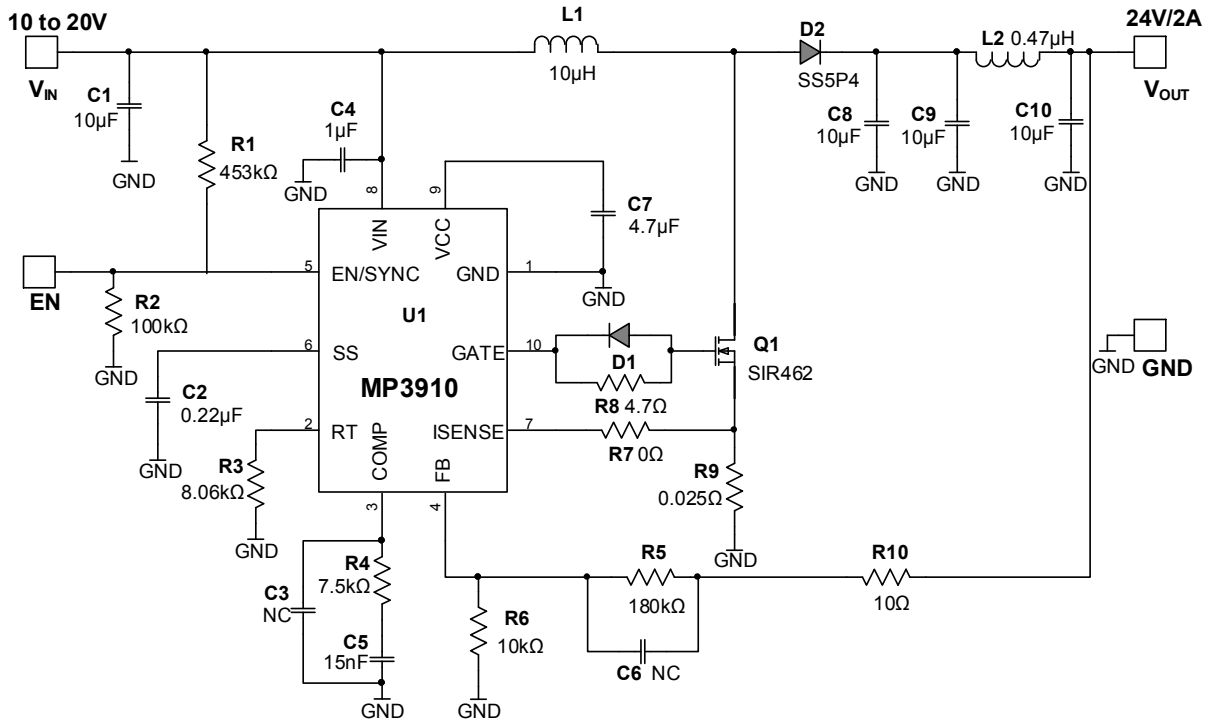 10 to 20V
VIN
C1
10µF
GND
R1
453kΩ
C4
1µF
GND
L1
10µH
D2
SS5P4
L2 0.47µH
24V/2A
VOUT
C8
10µF
GND
C9
10µF
GND
C10
10µF
GND
8
VIN
9
VCC
C7
4.7µF
GND
EN
5
EN/SYNC
GND
1
R2
100kΩ
GND
U1
MP3910
6
SS
C2
0.22µF
GND
GATE
10
D1
R8 4.7Ω
Q1
SIR462
GND
GND
2
RT
R3
8.06kΩ
GND
COMP
3
FB
4
ISENSE
7
R7 0Ω
R9
0.025Ω
GND
C3
NC
R4
7.5kΩ
C5
15nF
GND
R6
10kΩ
GND
R5
180kΩ
C6 NC
R10
10Ω